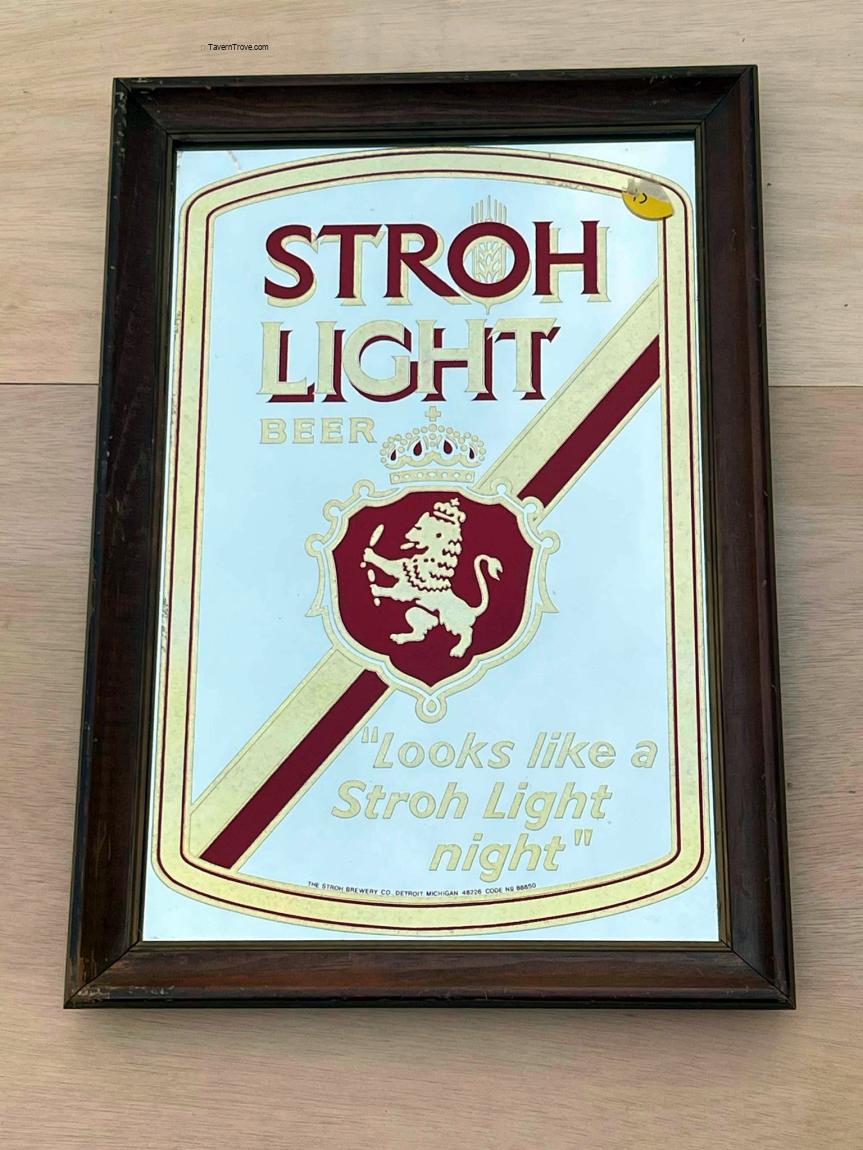 TavernTrove.com
STROH
LIGHT
BEER
"Looks like a
Stroh Light
night"
THE STROH BREWERY CO. DETROIT MICHIGAN 48226 CODE Nº 88650